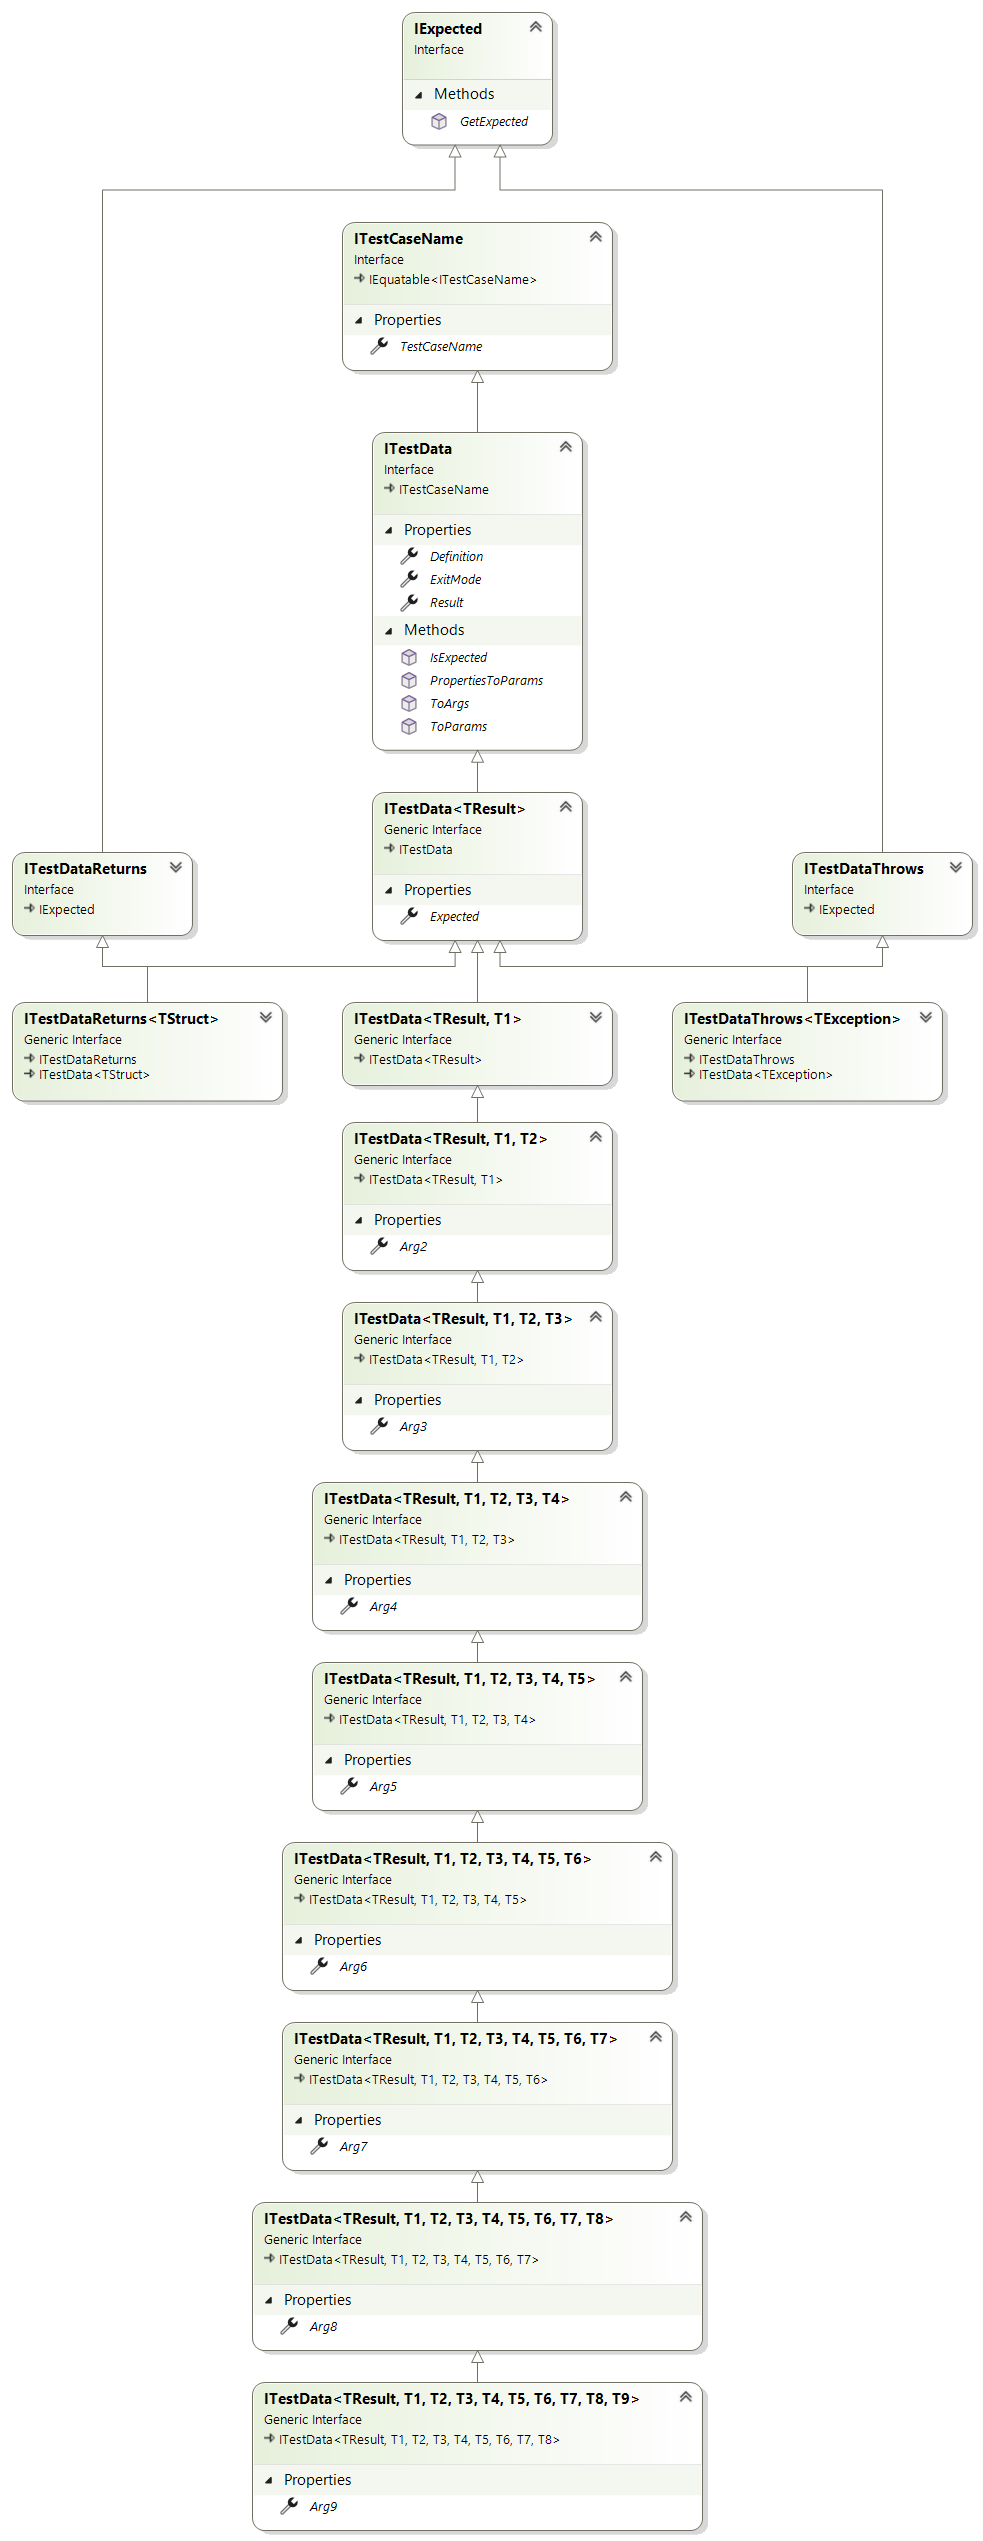 IExpected
Interface
Methods
GetExpected
ITestCaseName
Interface
IEquatable<ITestCaseName>
Properties
TestCaseName
ITestData
Interface
ITestCaseName
Properties
Definition
ExitMode
Result
Methods
IsExpected
PropertiesToParams
ToArgs
ToParams
ITestData<TResult>
Generic Interface
ITestData
Properties
Expected
ITestDataReturns
Interface
IExpected
ITestDataThrows
Interface
IExpected
ITestDataReturns<TStruct>
Generic Interface
ITestDataReturns
ITestData<TStruct>
ITestData<TResult, T1>
Generic Interface
ITestData<TResult>
ITestDataThrows<TException>
Generic Interface
ITestDataThrows
ITestData<TException>
ITestData<TResult, T1, T2>
Generic Interface
ITestData<TResult, T1>
Properties
Arg2
ITestData<TResult, T1, T2, T3>
Generic Interface
ITestData<TResult, T1, T2>
Properties
Arg3
ITestData<TResult, T1, T2, T3, T4>
Generic Interface
ITestData<TResult, T1, T2, T3>
Properties
Arg4
ITestData<TResult, T1, T2, T3, T4, T5>
Generic Interface
ITestData<TResult, T1, T2, T3, T4>
Properties
Arg5
ITestData<TResult, T1, T2, T3, T4, T5, T6>
Generic Interface
ITestData<TResult, T1, T2, T3, T4, T5>
Properties
Arg6
ITestData<TResult, T1, T2, T3, T4, T5, T6, T7>
Generic Interface
ITestData<TResult, T1, T2, T3, T4, T5, T6>
Properties
Arg7
ITestData<TResult, T1, T2, T3, T4, T5, T6, T7, T8>
Generic Interface
ITestData<TResult, T1, T2, T3, T4, T5, T6, T7>
Properties
Arg8
ITestData<TResult, T1, T2, T3, T4, T5, T6, T7, T8, T9>
Generic Interface
ITestData<TResult, T1, T2, T3, T4, T5, T6, T7, T8>
Properties
Arg9